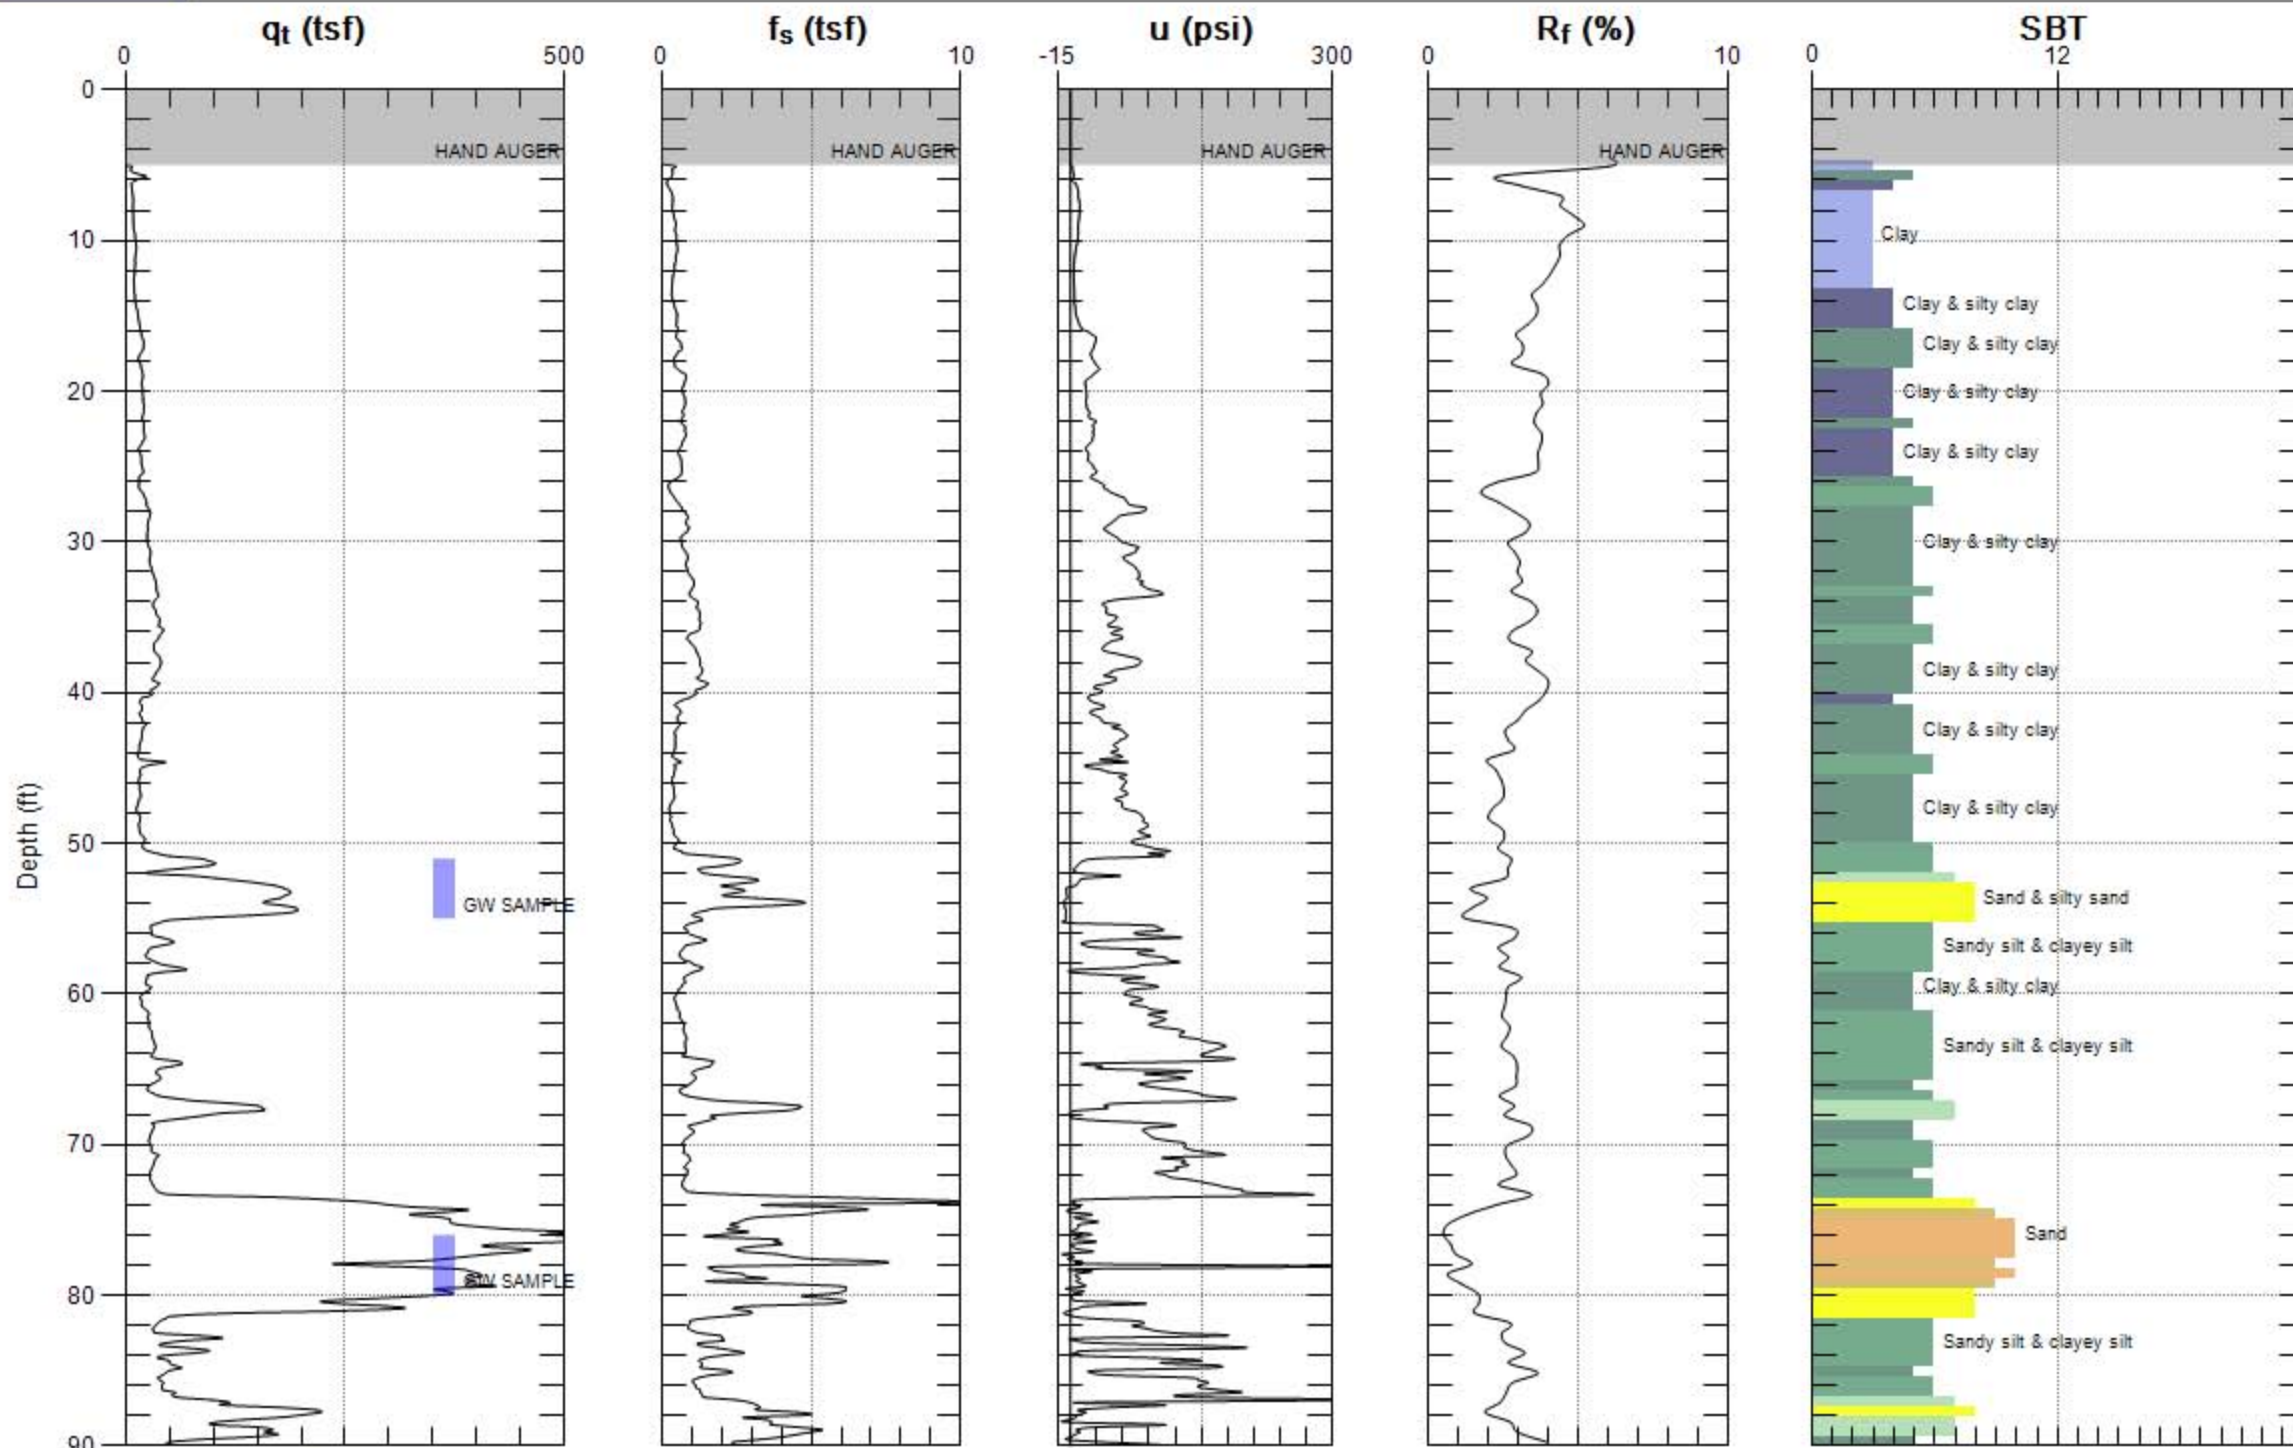 qt (tsf)
fs (tsf)
u (psi)
Rf (%)
SBT
0
500
0
10
-15
300
0
10
0
12
0
HAND AUGER
HAND AUGER
HAND AUGER
HAND AUGER
10
Clay
Clay & silty clay
Clay & silty clay
20
Clay & silty clay
Clay & silty clay
30
Clay & silty clay
Clay & silty clay
40
Clay & silty clay
Depth (ft)
Clay & silty clay
50
GW SAMPLE
Sand & silty sand
Sandy silt & clayey silt
60
Clay & silty clay
Sandy silt & clayey silt
70
Sand
GW SAMPLE
80
Sandy silt & clayey silt
90